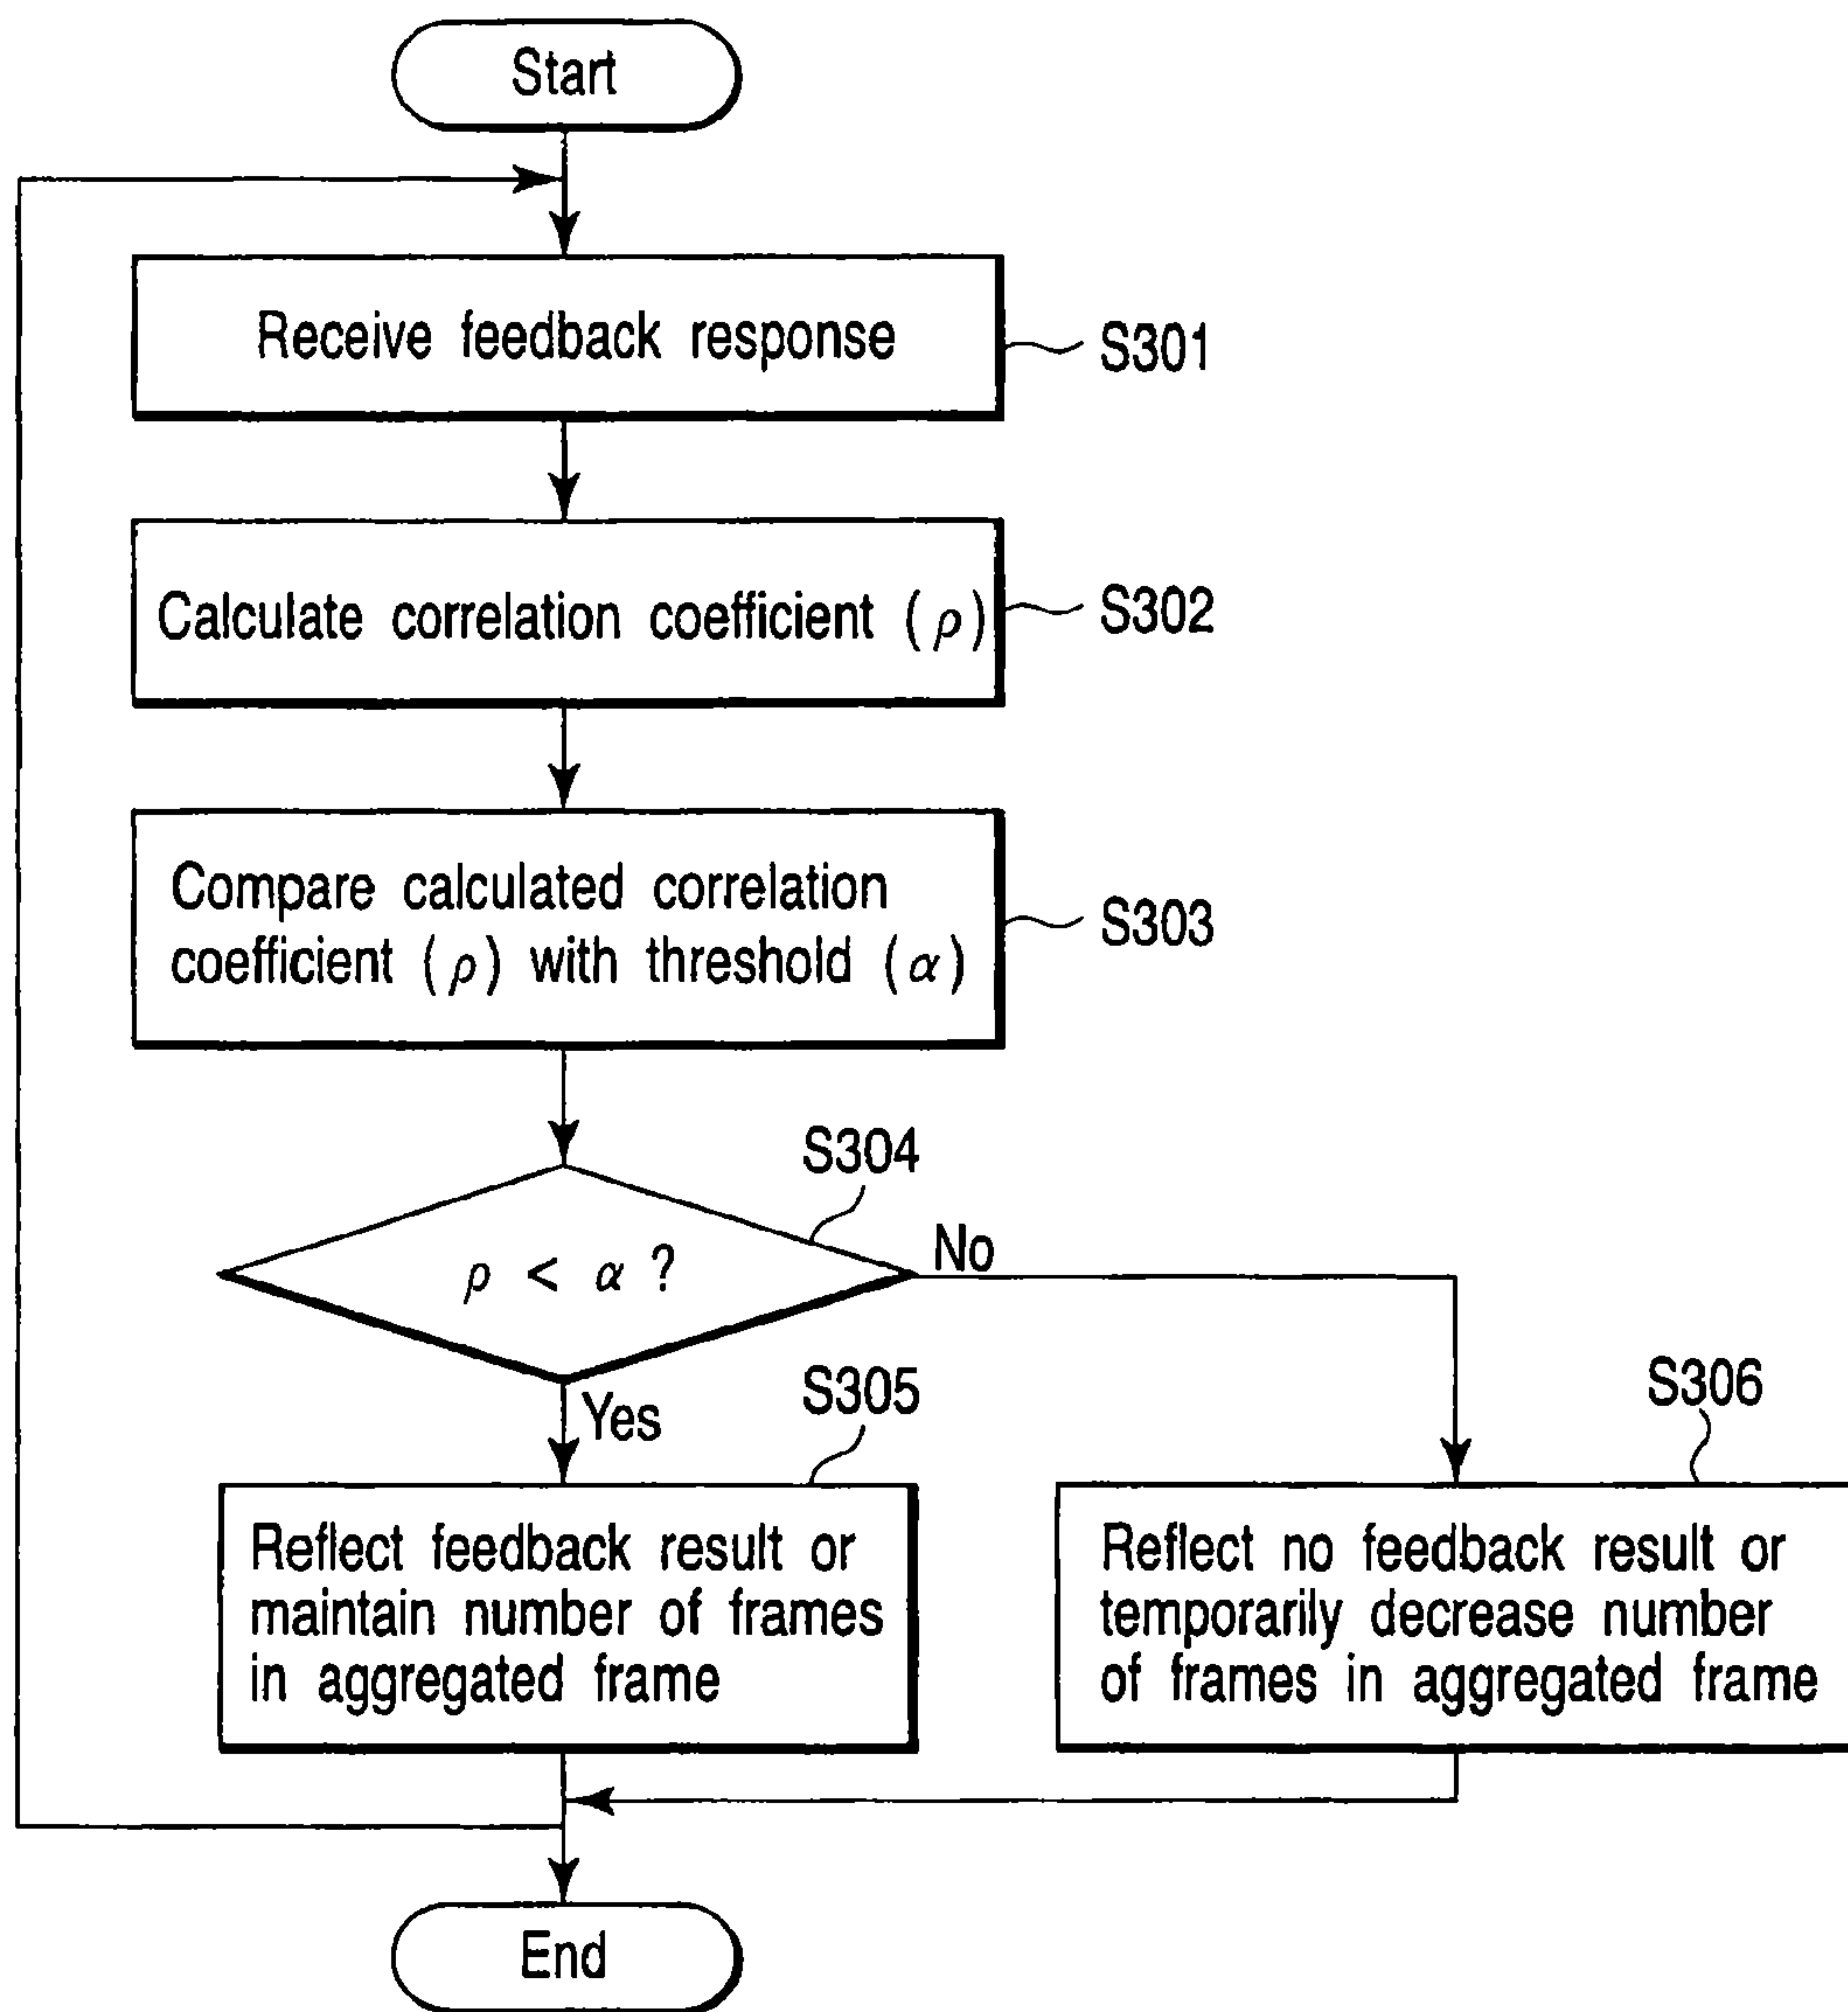 Start
Receive feedback response
S301
Calculate correlation coefficient (ρ)
S302
Compare calculated correlation
coefficient (ρ) with threshold (α)
S303
S304
ρ < α ?
No
Yes
S305
S306
Reflect feedback result or
maintain number of frames
in aggregated frame
Reflect no feedback result or
temporarily decrease number
of frames in aggregated frame
End